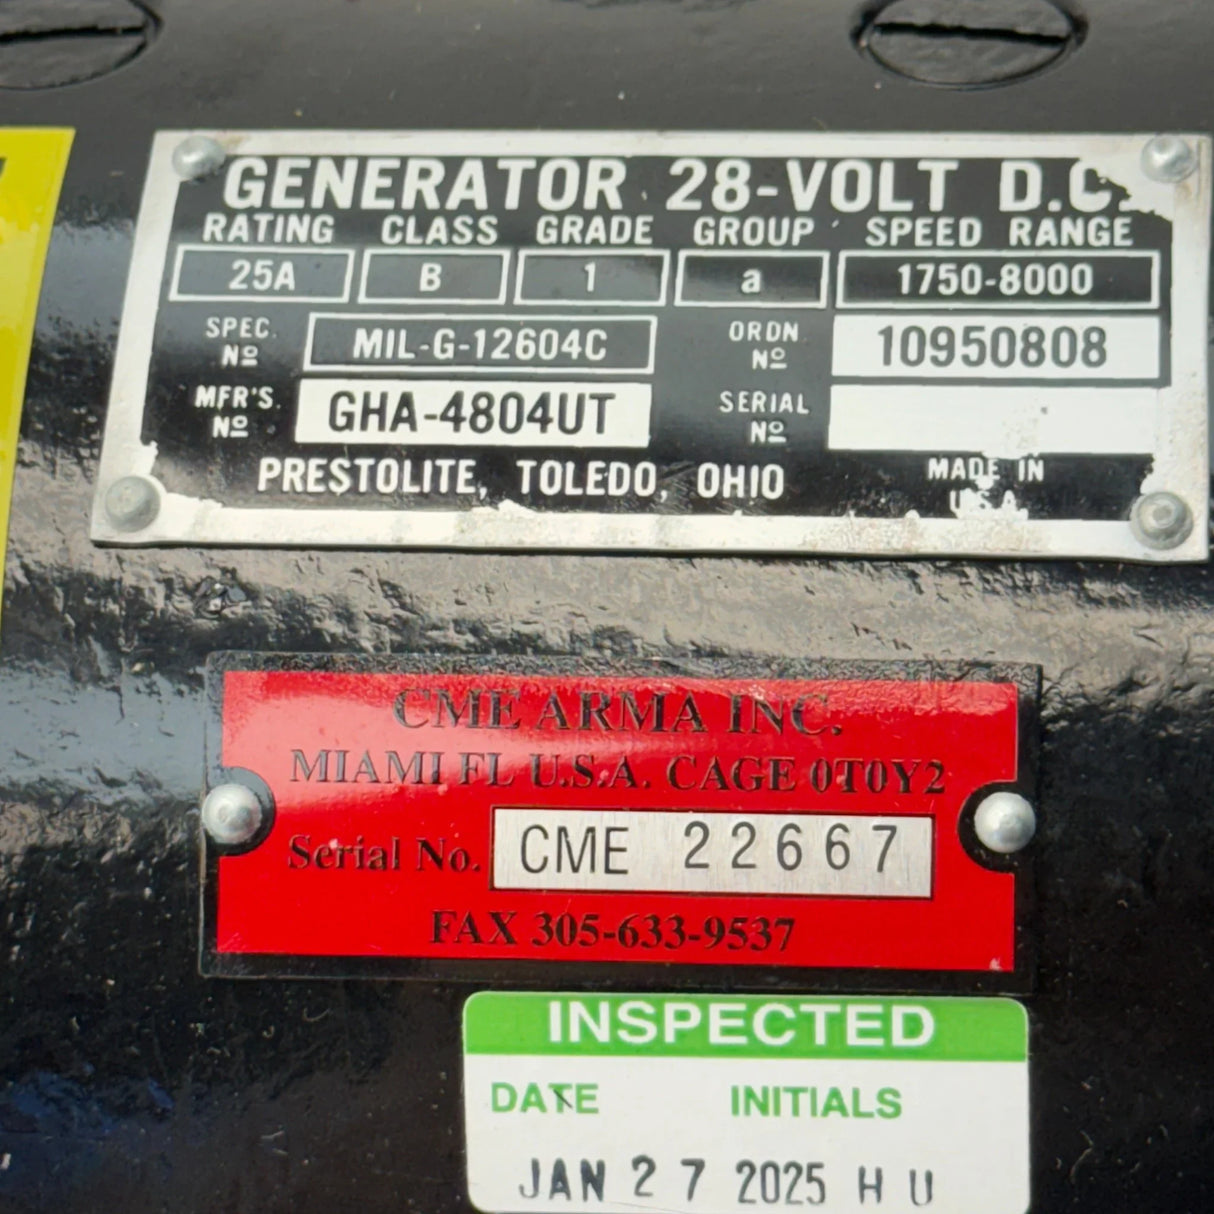 GENERATOR 28-VOLT D.C.
RATING CLASS GRADE GROUP SPEED RANGE
25A B 1 a 1750-8000
SPEC. Nº MIL-G-12604C ORDN. Nº 10950808
MFR'S. Nº GHA-4804UT SERIAL Nº
PRESTOLITE, TOLEDO, OHIO MADE IN
U.S.A.
CME ARMA INC.
MIAMI FL U.S.A. CAGE 0T0Y2
Serial No. CME 22667
FAX 305-633-9537
INSPECTED
DATE INITIALS
JAN 27 2025 H U